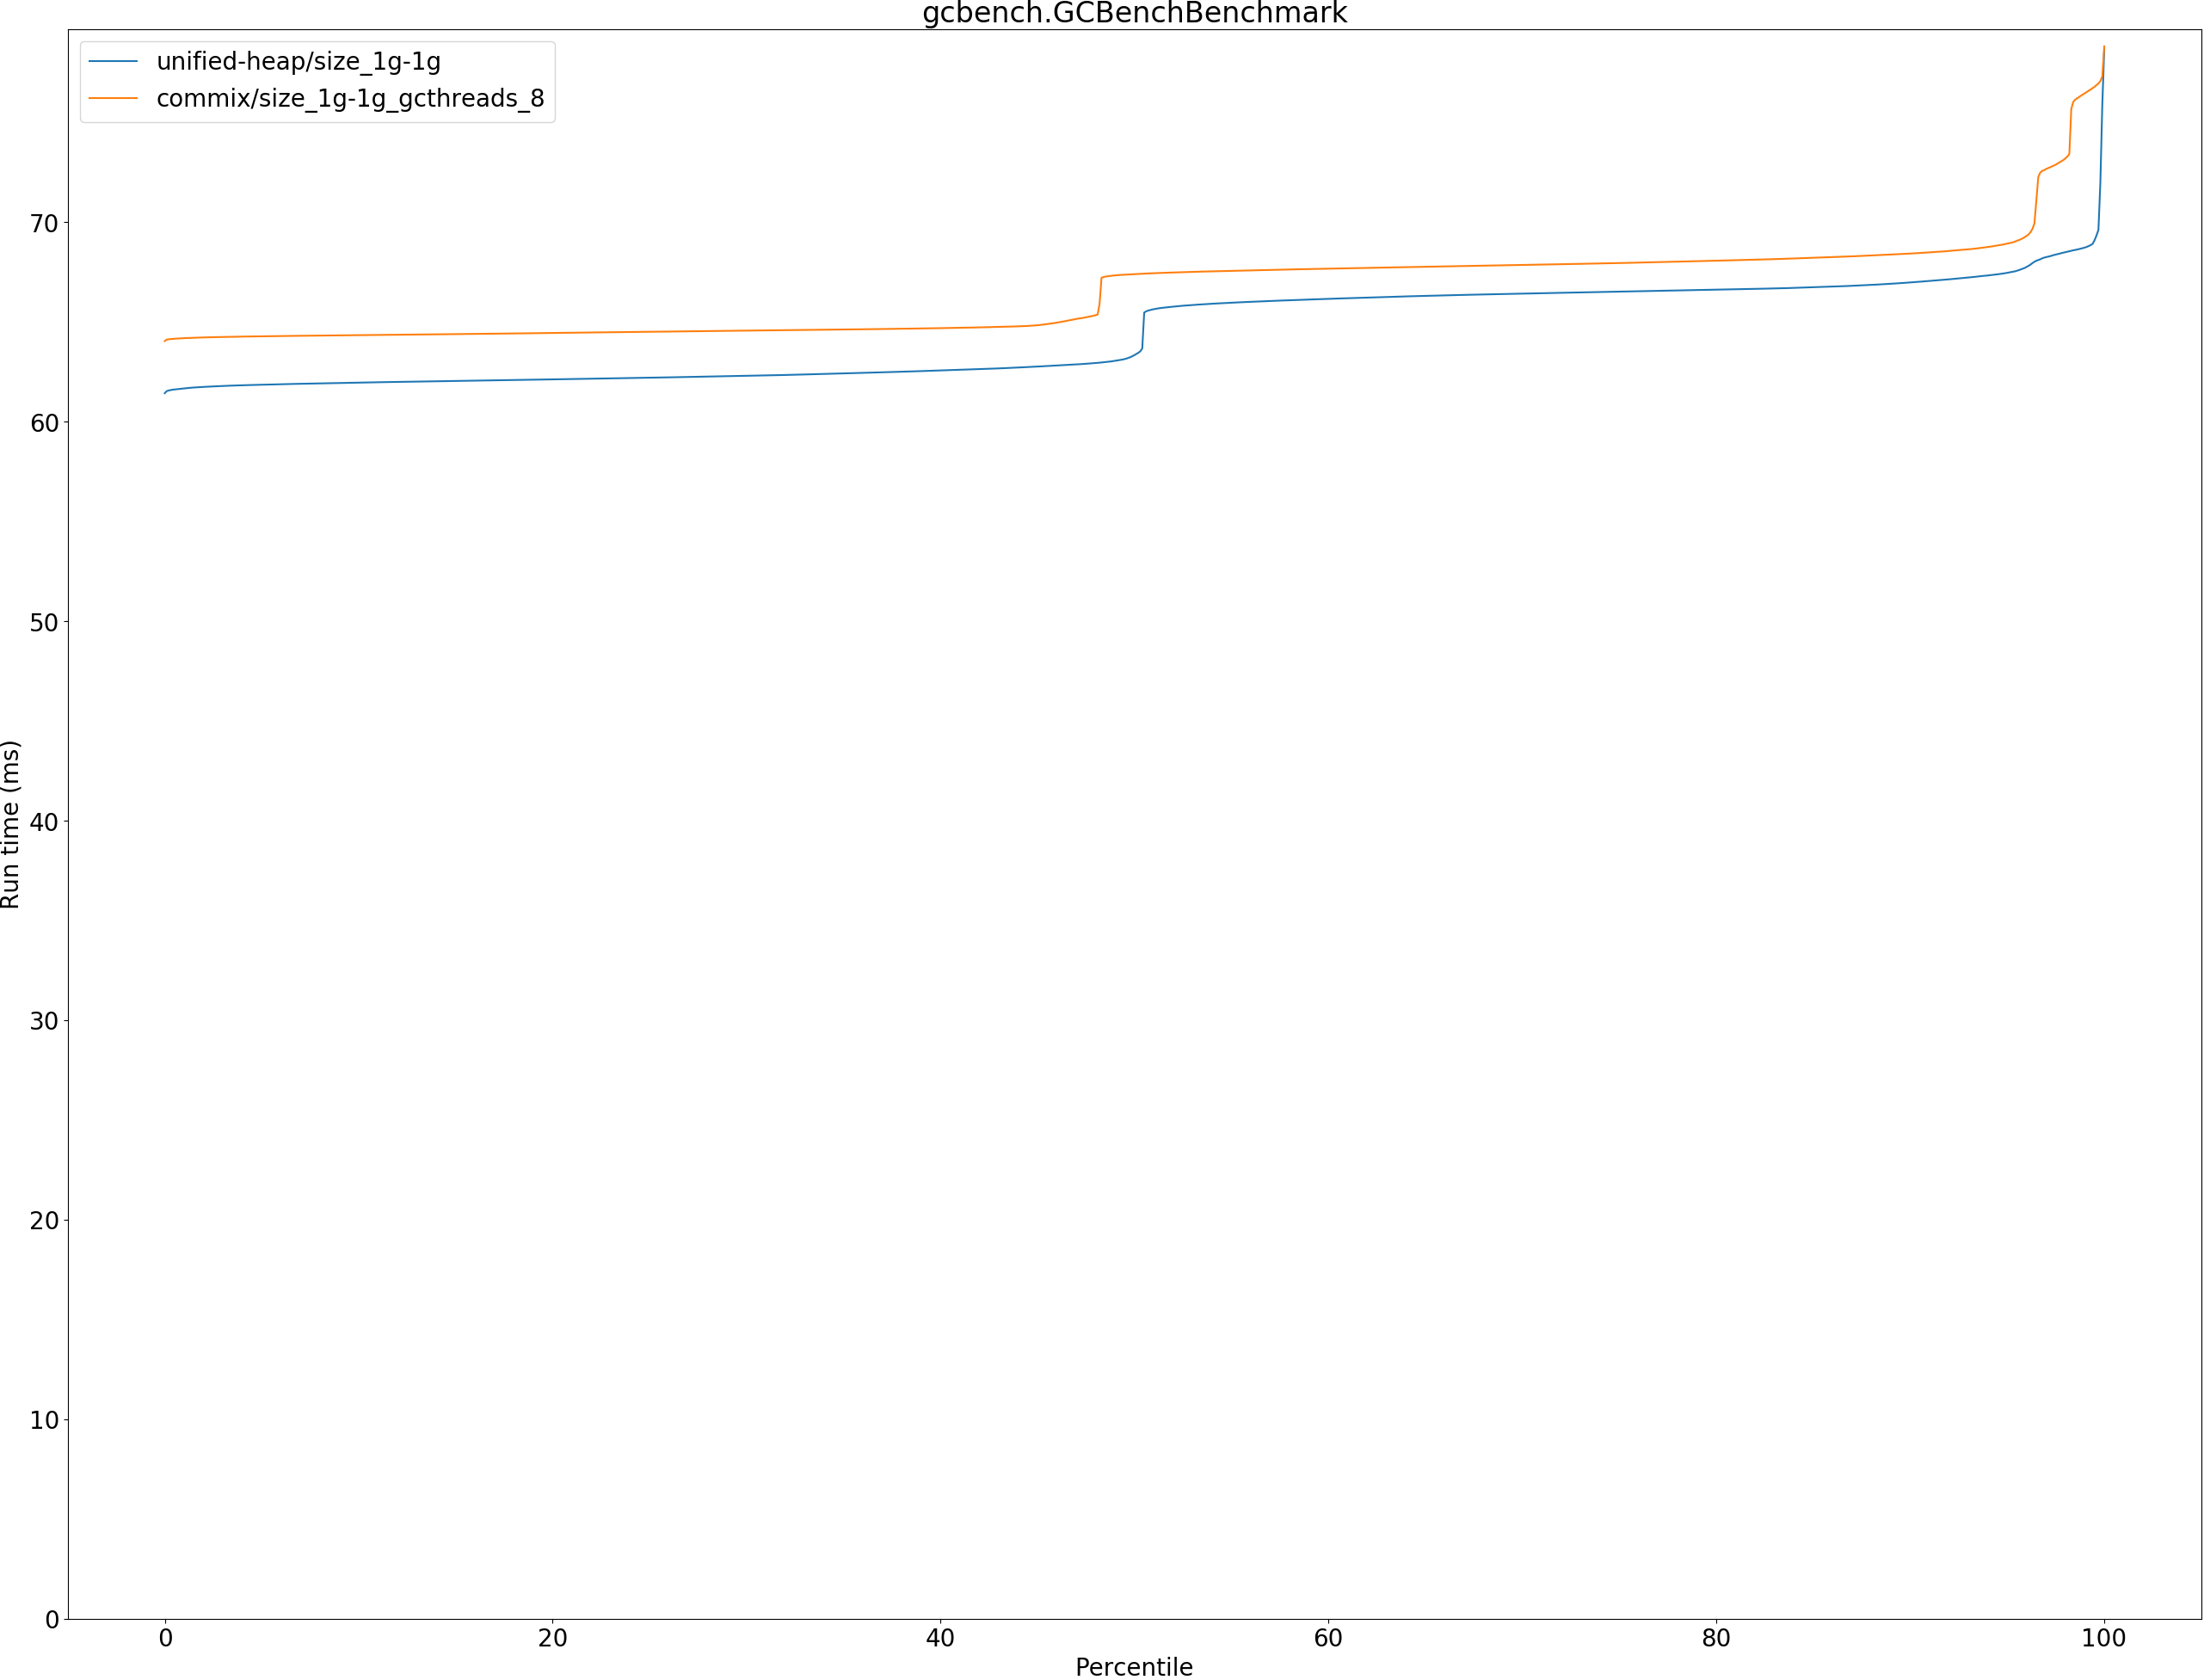 gcbench.GCBenchBenchmark
unified-heap/size_1g-1g
commix/size_1g-1g_gcthreads_8
70
60
50
40
30
20
10
0
Run time (ms)
0 20 40 60 80 100
Percentile